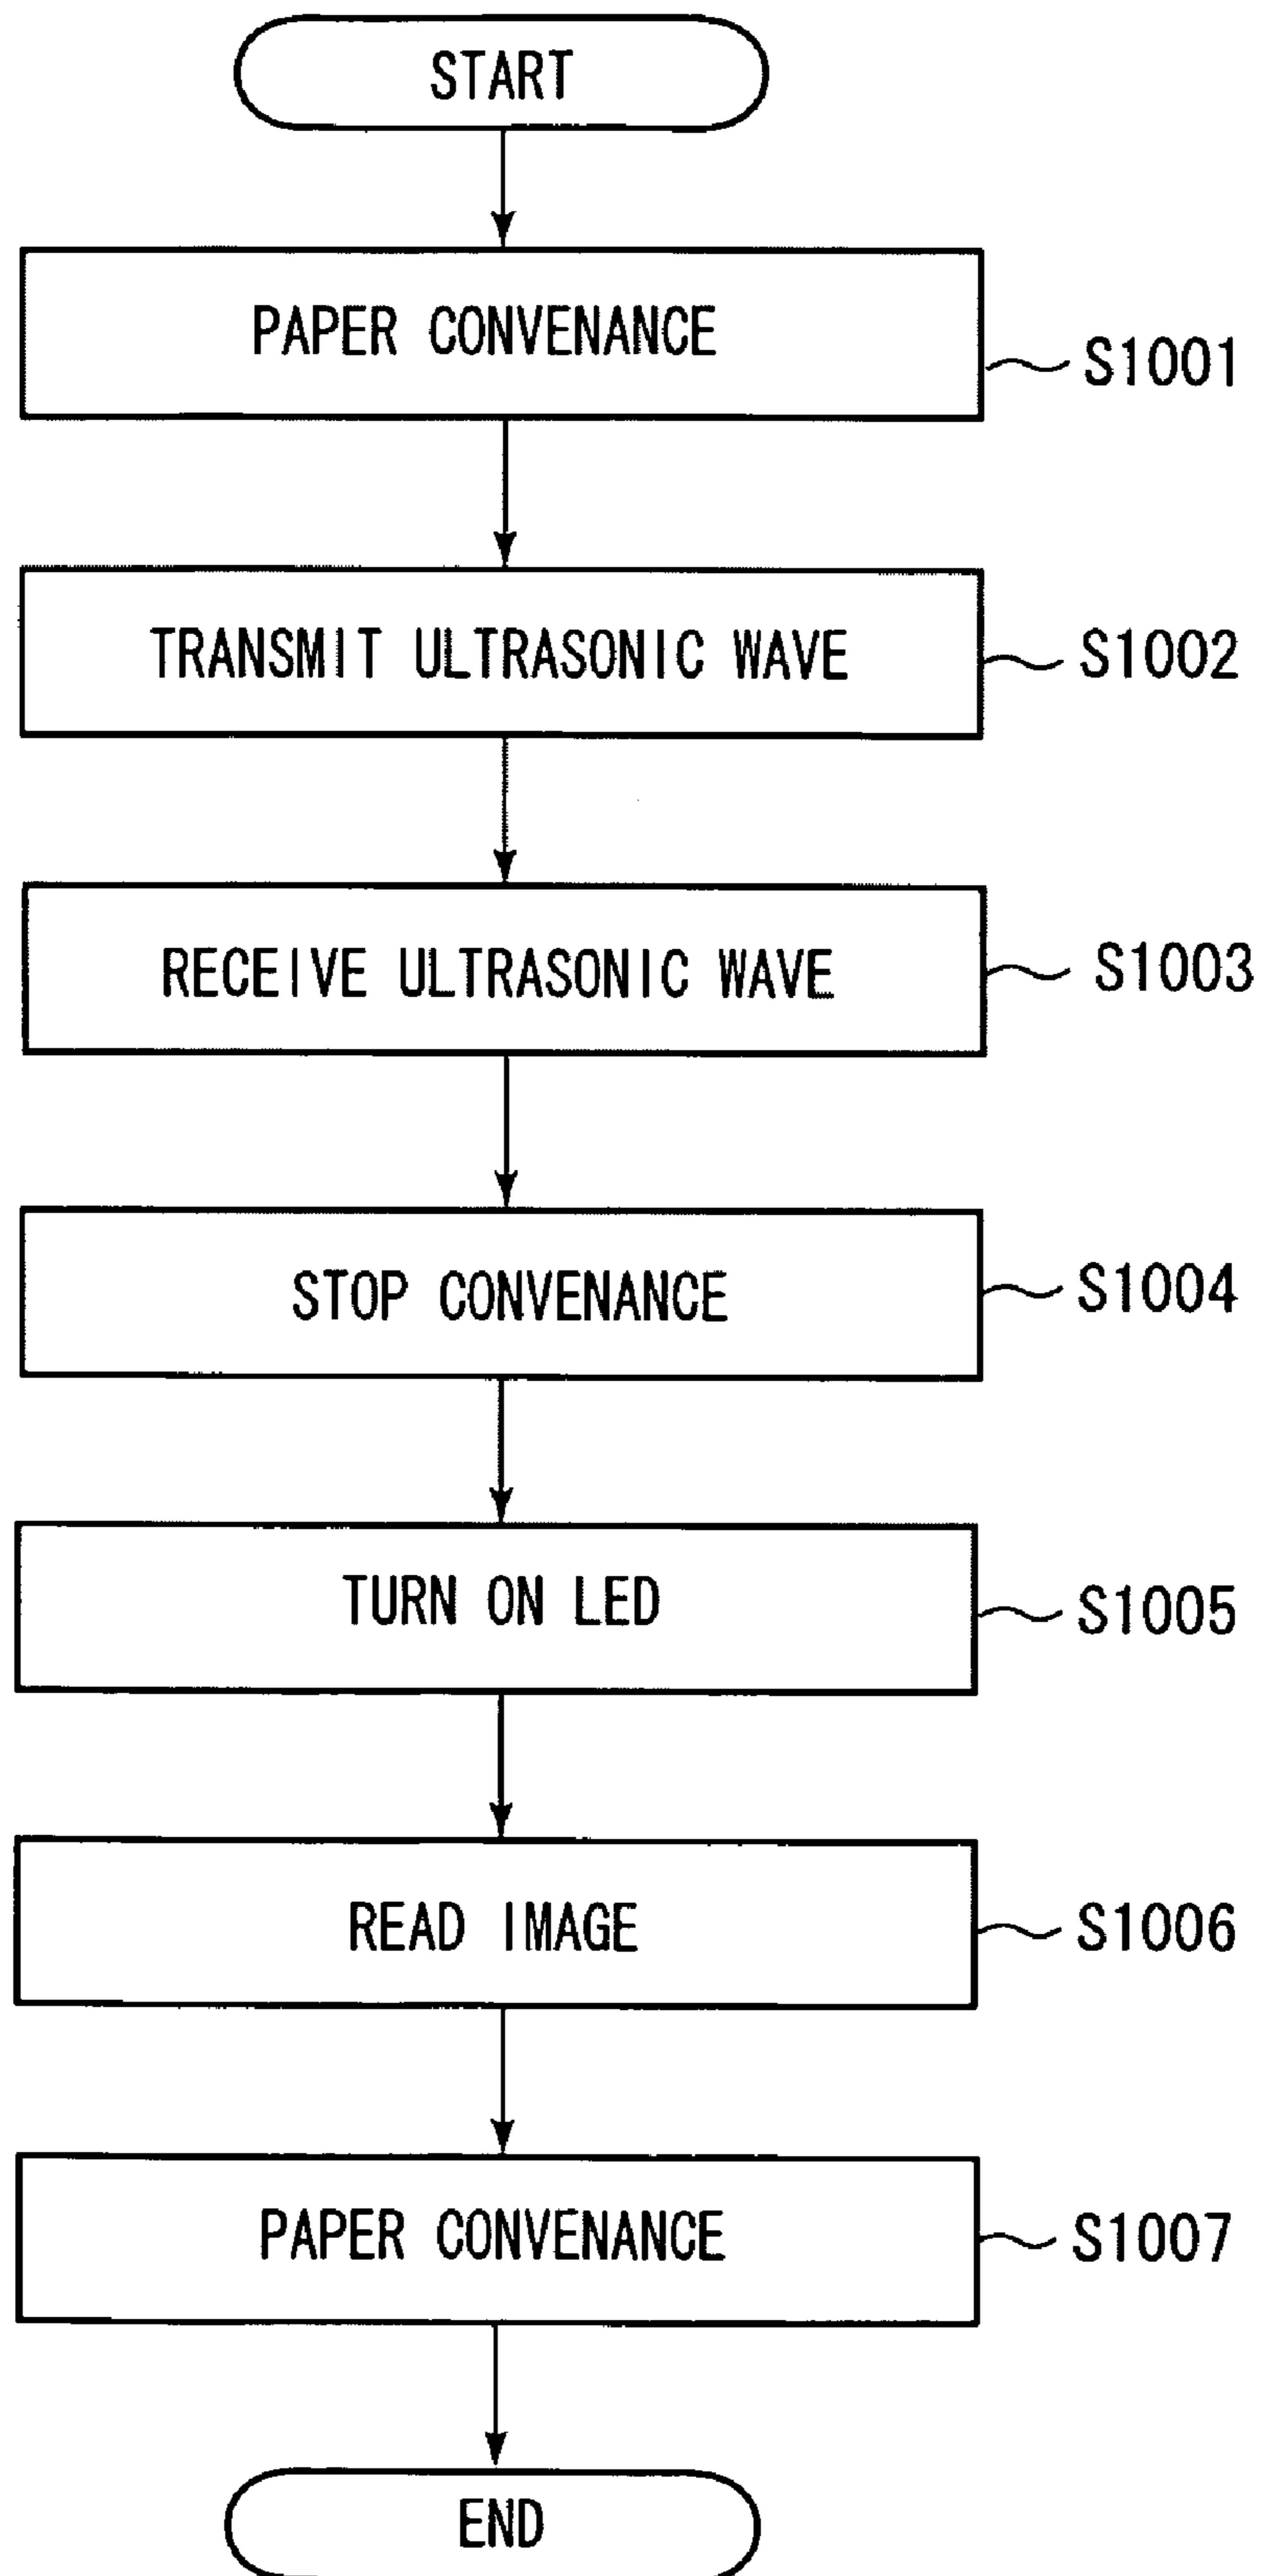 START
PAPER CONVENANCE
S1001
TRANSMIT ULTRASONIC WAVE
S1002
RECEIVE ULTRASONIC WAVE
S1003
STOP CONVENANCE
S1004
TURN ON LED
S1005
READ IMAGE
S1006
PAPER CONVENANCE
S1007
END